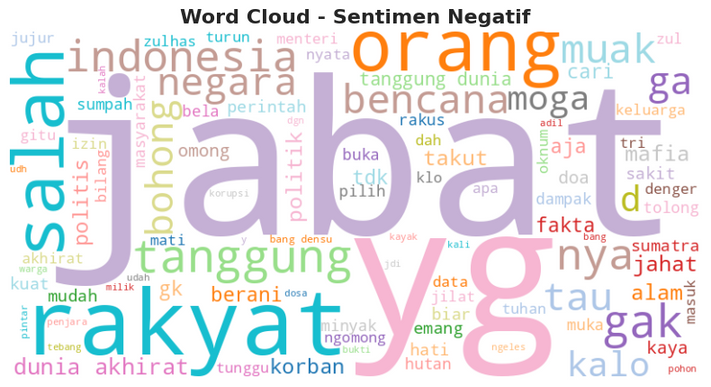 Word Cloud - Sentimen Negatif
jujur zulhas turun menteri nyata orang muak zul
indonesia kalah tanggung dunia cari ga
salah negara bencana moga keluarga
sumpah masyarakat bela perintah rakus adil
gitu izin bohong omong dgn dah oknum tri mafia
udh politis bilang politik buka takut aja doa sakit
jabat korupsi tdk pilih klo apa dampak d denger tolong
mati y bang densu kayak kali fakta bang sumatra
akhirat tanggung yg nya jahat
warga udah jdi
kuat mudah milik gk berani dosa data jilat tau alam masuk
pintar rakyat minyak biar tuhan muka gak
penjara ngomong emang kaya
tebang bukti hati ngeles
dunia akhirat tunggu korban hutan kalo pohon